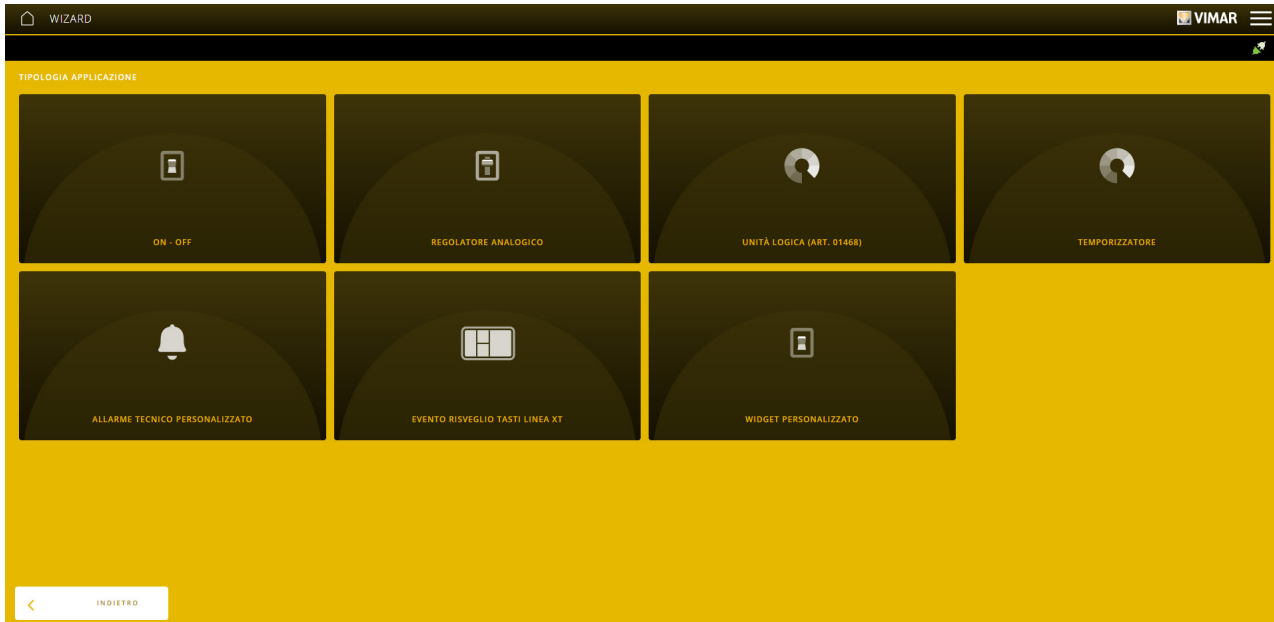 WIZARD
VIMAR
TIPOLOGIA APPLICAZIONE
ON - OFF
REGOLATORE ANALOGICO
UNITÀ LOGICA (ART. 01468)
TEMPORIZZATORE
ALLARME TECNICO PERSONALIZZATO
EVENTO RISVEGLIO TASTI LINEA XT
WIDGET PERSONALIZZATO
INDIETRO